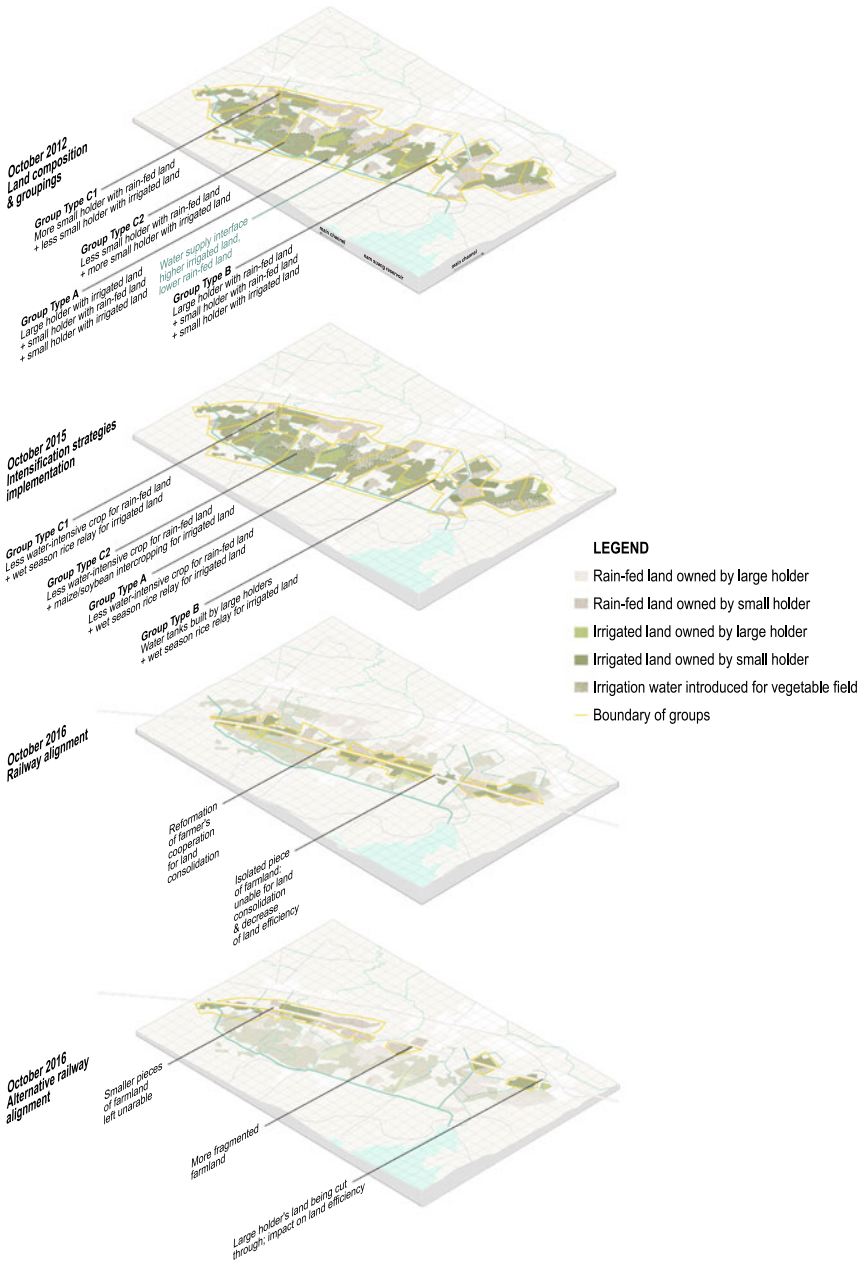 October 2012
Land composition
& groupings
Group Type C1
More small holder with rain-fed land
+ less small holder with irrigated land
Group Type C2
Less small holder with rain-fed land
+ more small holder with irrigated land
Water supply interface
higher irrigated land,
lower rain-fed land
Group Type A
Large holder with irrigated land
+ small holder with rain-fed land
+ small holder with irrigated land
Group Type B
Large holder with rain-fed land
+ small holder with rain-fed land
+ small holder with irrigated land
main channel
nam ouang reservoir
main channel
October 2015
Intensification strategies
implementation
Group Type C1
Less water-intensive crop for rain-fed land
+ wet season rice relay for irrigated land
Group Type C2
Less water-intensive crop for rain-fed land
+ maize/soybean intercropping for irrigated land
Group Type A
Less water-intensive crop for rain-fed land
+ wet season rice relay for irrigated land
Group Type B
Water tanks built by large holders
+ wet season rice relay for irrigated land
LEGEND
Rain-fed land owned by large holder
Rain-fed land owned by small holder
Irrigated land owned by large holder
Irrigated land owned by small holder
Irrigation water introduced for vegetable field
Boundary of groups
October 2016
Railway alignment
Reformation
of farmer's
cooperation
for land
consolidation
Isolated piece
of farmland:
unable for land
consolidation
& decrease
of land efficiency
October 2016
Alternative railway
alignment
Smaller pieces
of farmland
left unarable
More fragmented
farmland
Large holder's land being cut
through; impact on land efficiency